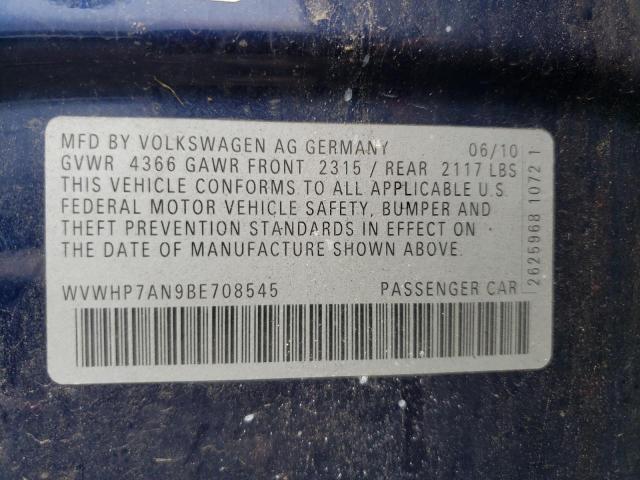 MFD BY VOLKSWAGEN AG GERMANY 06/10
GVWR 4366 GAWR FRONT 2315 / REAR 2117 LBS
THIS VEHICLE CONFORMS TO ALL APPLICABLE U.S.
FEDERAL MOTOR VEHICLE SAFETY, BUMPER AND
THEFT PREVENTION STANDARDS IN EFFECT ON
THE DATE OF MANUFACTURE SHOWN ABOVE.
WVWHP7AN9BE708545 PASSENGER CAR
2625968 1072 1